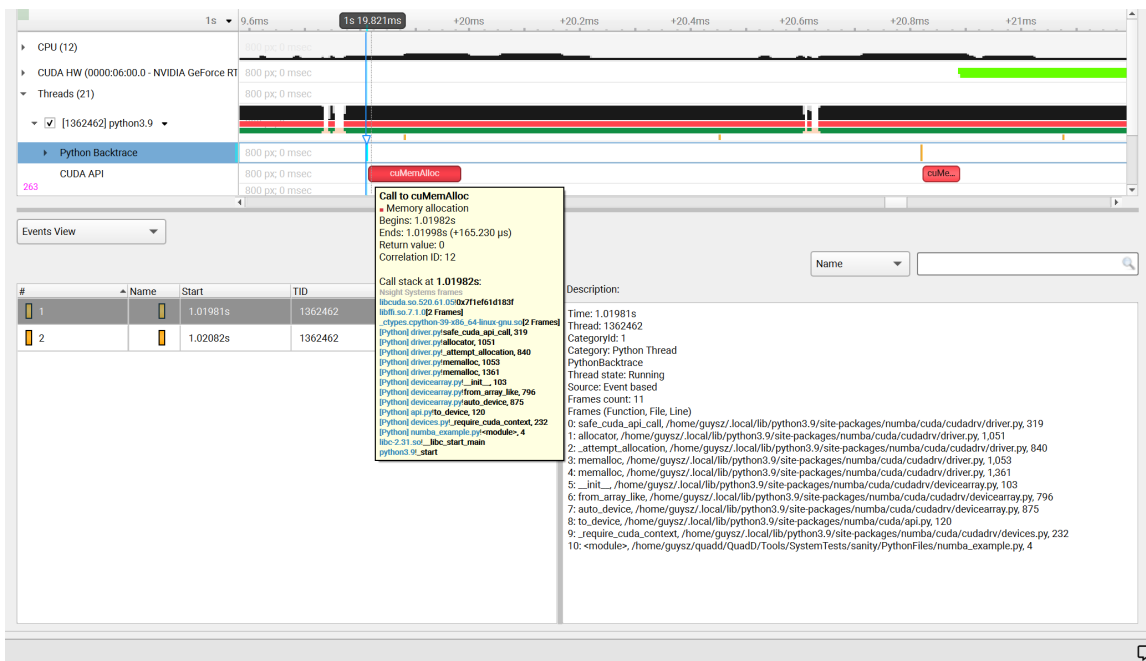 1s 9.6ms 1s 19.821ms +20ms +20.2ms +20.4ms +20.6ms +20.8ms +21ms
CPU (12)
800 px; 0 msec
CUDA HW (0000:06:00.0 - NVIDIA GeForce RT
800 px; 0 msec
Threads (21)
800 px; 0 msec
[1362462] python3.9
Python Backtrace
800 px; 0 msec
CUDA API
800 px; 0 msec
cuMemAlloc
cuMe...
263
800 px; 0 msec
Call to cuMemAlloc
Memory allocation
Begins: 1.01982s
Ends: 1.01998s (+165.230 μs)
Return value: 0
Correlation ID: 12
Call stack at 1.01982s:
Nsight Systems frames
libcuda.so.520.61.05!0x7f1ef61d183f
libffi.so.7.1.0![2 Frames]
_ctypes.cpython-39-x86_64-linux-gnu.so![2 Frames]
[Python] driver.py!safe_cuda_api_call, 319
[Python] driver.py!allocator, 1051
[Python] driver.py!_attempt_allocation, 840
[Python] driver.py!memalloc, 1053
[Python] driver.py!memalloc, 1361
[Python] devicearray.py!__init__, 103
[Python] devicearray.py!from_array_like, 796
[Python] devicearray.py!auto_device, 875
[Python] api.py!to_device, 120
[Python] devices.py!_require_cuda_context, 232
[Python] numba_example.py!<module>, 4
libc-2.31.so!__libc_start_main
python3.9!_start
Events View
Name
# Name Start TID
1 1.01981s 1362462
2 1.02082s 1362462
Description:
Time: 1.01981s
Thread: 1362462
CategoryId: 1
Category: Python Thread
PythonBacktrace
Thread state: Running
Source: Event based
Frames count: 11
Frames (Function, File, Line)
0: safe_cuda_api_call, /home/guysz/.local/lib/python3.9/site-packages/numba/cuda/cudadrv/driver.py, 319
1: allocator, /home/guysz/.local/lib/python3.9/site-packages/numba/cuda/cudadrv/driver.py, 1,051
2: _attempt_allocation, /home/guysz/.local/lib/python3.9/site-packages/numba/cuda/cudadrv/driver.py, 840
3: memalloc, /home/guysz/.local/lib/python3.9/site-packages/numba/cuda/cudadrv/driver.py, 1,053
4: memalloc, /home/guysz/.local/lib/python3.9/site-packages/numba/cuda/cudadrv/driver.py, 1,361
5: __init__, /home/guysz/.local/lib/python3.9/site-packages/numba/cuda/cudadrv/devicearray.py, 103
6: from_array_like, /home/guysz/.local/lib/python3.9/site-packages/numba/cuda/cudadrv/devicearray.py, 796
7: auto_device, /home/guysz/.local/lib/python3.9/site-packages/numba/cuda/cudadrv/devicearray.py, 875
8: to_device, /home/guysz/.local/lib/python3.9/site-packages/numba/cuda/api.py, 120
9: _require_cuda_context, /home/guysz/.local/lib/python3.9/site-packages/numba/cuda/cudadrv/devices.py, 232
10: <module>, /home/guysz/quadd/QuadD/Tools/SystemTests/sanity/PythonFiles/numba_example.py, 4